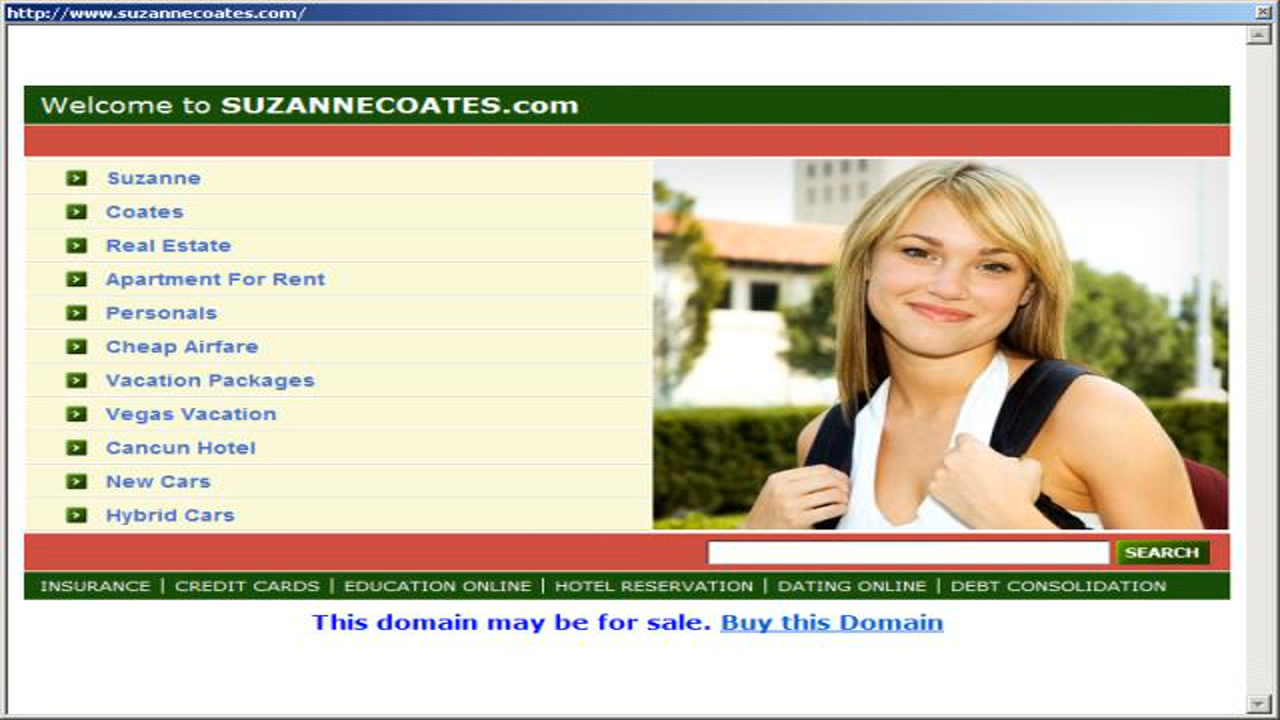 http://www.suzannecoates.com/
Welcome to SUZANNECOATES.com
Suzanne
Coates
Real Estate
Apartment For Rent
Personals
Cheap Airfare
Vacation Packages
Vegas Vacation
Cancun Hotel
New Cars
Hybrid Cars
SEARCH
INSURANCE | CREDIT CARDS | EDUCATION ONLINE | HOTEL RESERVATION | DATING ONLINE | DEBT CONSOLIDATION
This domain may be for sale. Buy this Domain